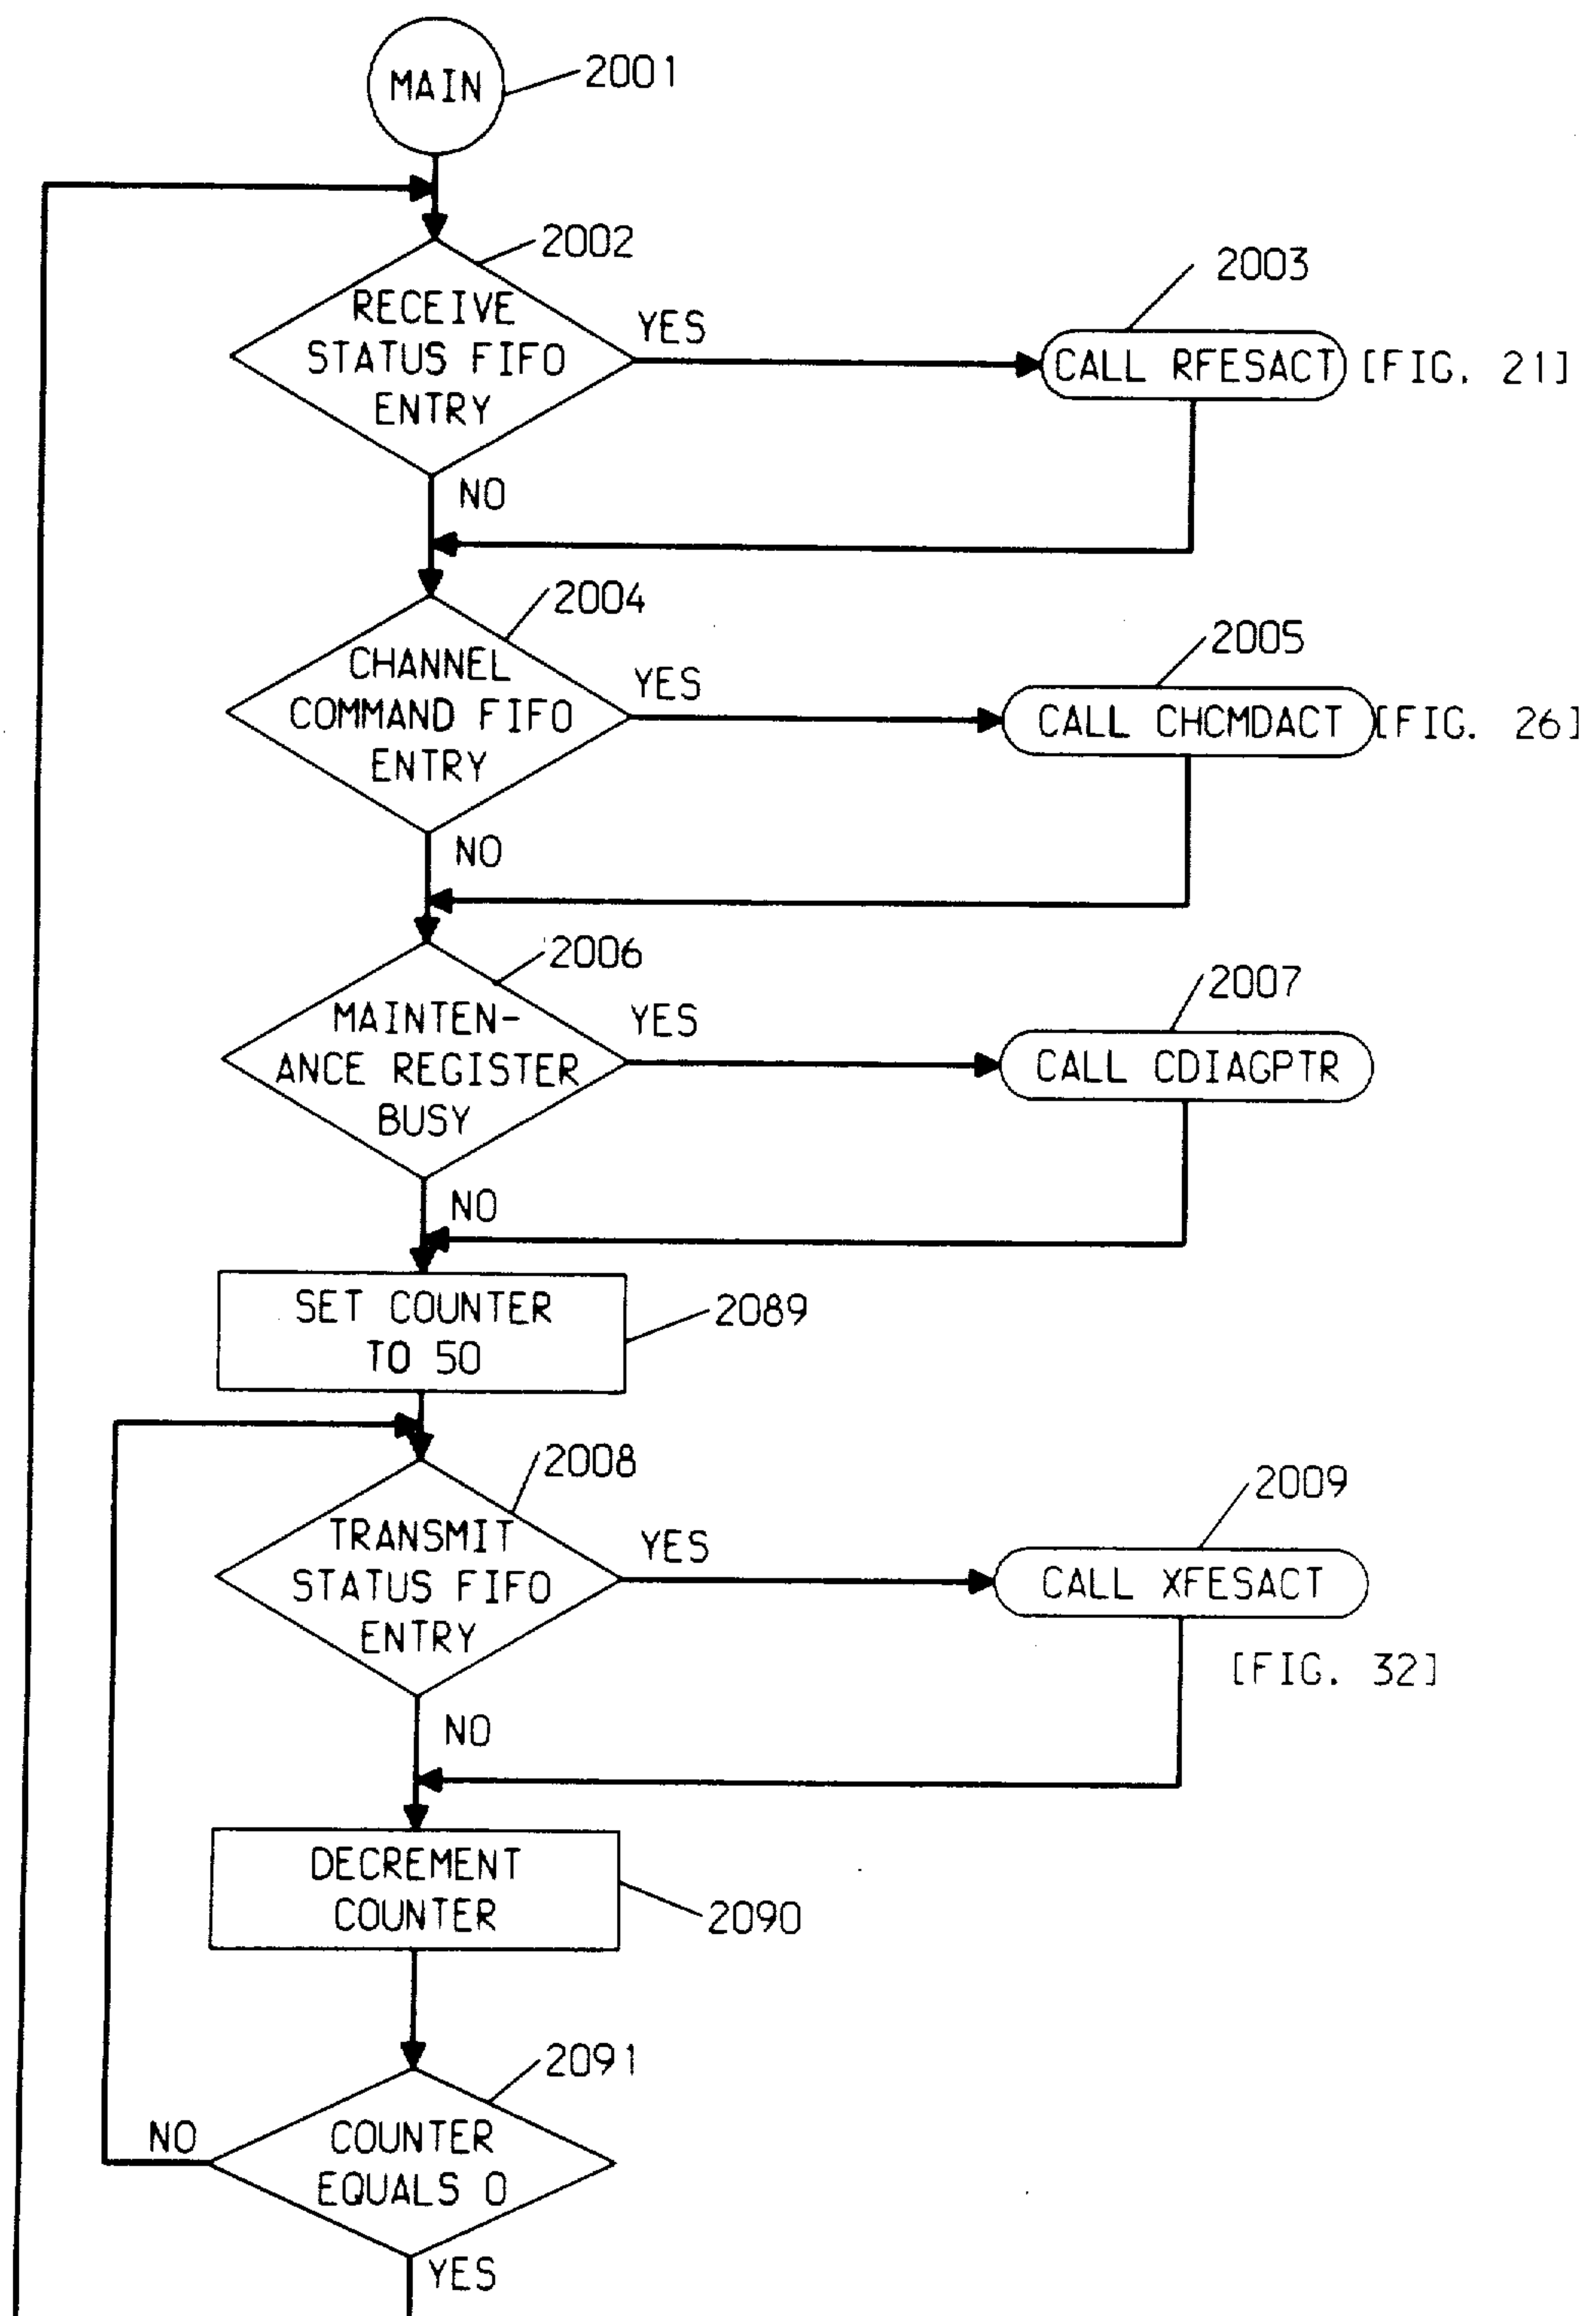 MAIN
2001
2002
RECEIVE
STATUS FIFO
ENTRY
YES
2003
CALL RFESACT [FIG. 21]
NO
2004
CHANNEL
COMMAND FIFO
ENTRY
YES
2005
CALL CHCMDACT [FIG. 26]
NO
2006
MAINTEN-
ANCE REGISTER
BUSY
YES
2007
CALL CDIAGPTR
NO
SET COUNTER
TO 50
2089
2008
TRANSMIT
STATUS FIFO
ENTRY
YES
2009
CALL XFESACT
[FIG. 32]
NO
DECREMENT
COUNTER
2090
2091
COUNTER
EQUALS 0
NO
YES